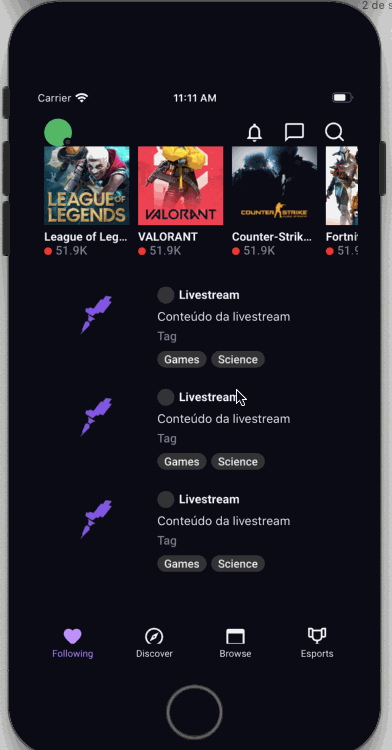 2 de s
Carrier
11:11 AM
LEAGUE OF LEGENDS
VALORANT
COUNTER STRIKE
League of Leg... VALORANT Counter-Strik... Fortni
51.9K 51.9K 51.9K 51.9
Livestream
Conteúdo da livestream
Tag
Games Science
Livestream
Conteúdo da livestream
Tag
Games Science
Livestream
Conteúdo da livestream
Tag
Games Science
Following Discover Browse Esports